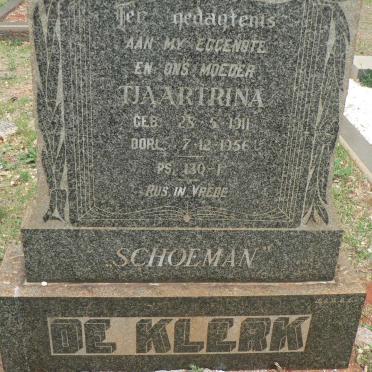 Ter gedagtenis
AAN MY EGGENOTE
EN ONS MOEDER
TJAARTRINA
GEB. 28-5-1911
OORL. 7-12-1956
PS. 130-1
RUS IN VREDE
„SCHOEMAN"
DE KLERK